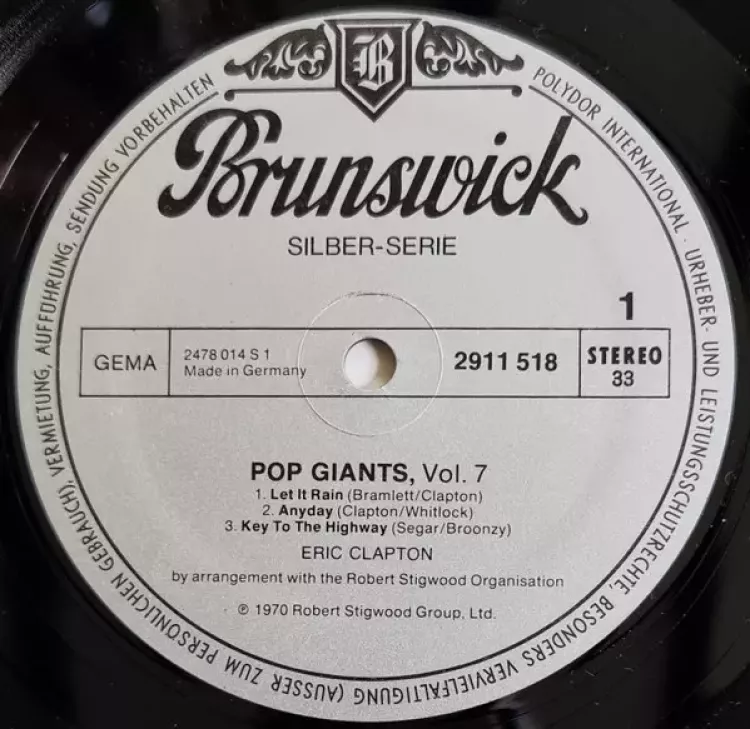 B
Brunswick
SILBER-SERIE
1
GEMA
2478 014 S 1
Made in Germany
2911 518
STEREO
33
POP GIANTS, Vol. 7
1. Let It Rain (Bramlett/Clapton)
2. Anyday (Clapton/Whitlock)
3. Key To The Highway (Segar/Broonzy)
ERIC CLAPTON
by arrangement with the Robert Stigwood Organisation
℗ 1970 Robert Stigwood Group, Ltd.
POLYDOR INTERNATIONAL · URHEBER- UND LEISTUNGSSCHUTZRECHTE, BESONDERS VERVIELFÄLTIGUNG (AUSSER ZUM PERSÖNLICHEN GEBRAUCH), VERMIETUNG, AUFFÜHRUNG, SENDUNG VORBEHALTEN